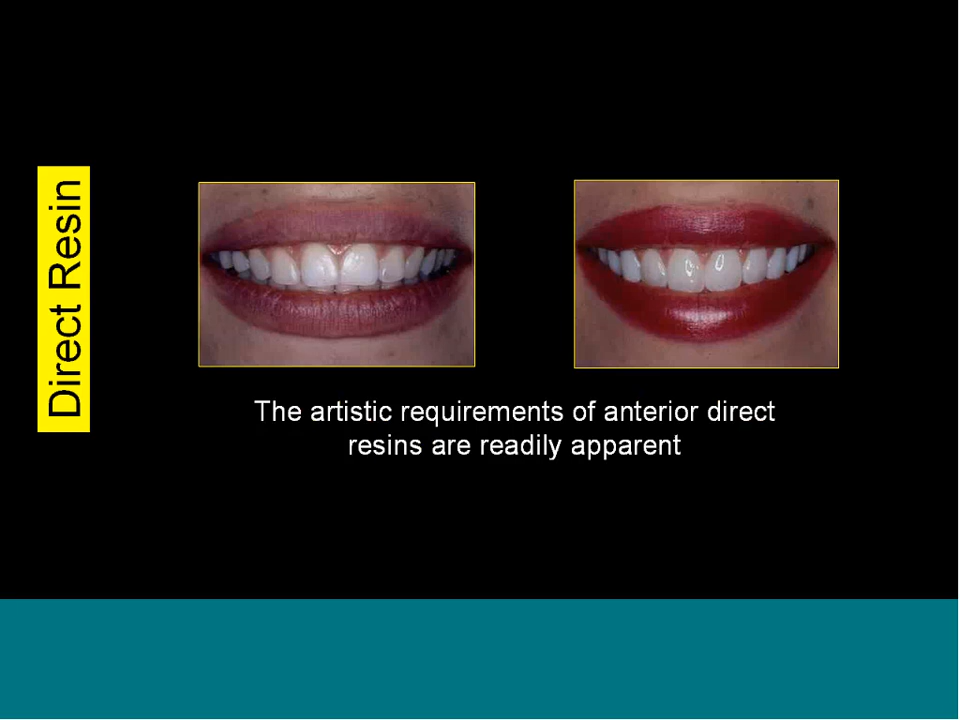 Direct Resin
The artistic requirements of anterior direct
resins are readily apparent